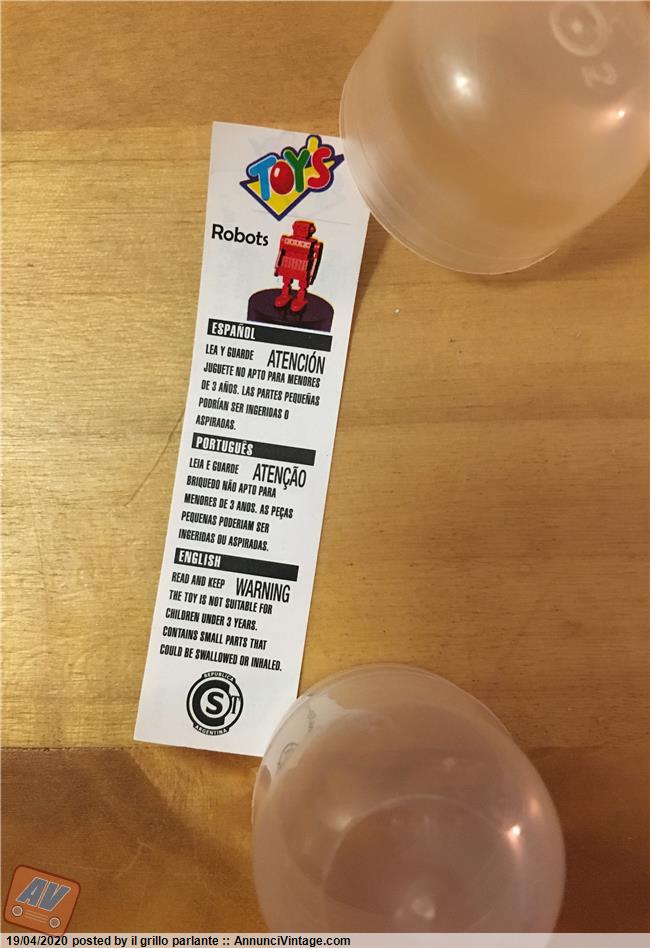 TOY'S
Robots
ESPAÑOL
LEA Y GUARDE ATENCIÓN
JUGUETE NO APTO PARA MENORES
DE 3 AÑOS. LAS PARTES PEQUEÑAS
PODRÍAN SER INGERIDAS O
ASPIRADAS.
PORTUGUÊS
LEIA E GUARDE ATENÇÃO
BRIQUEDO NÃO APTO PARA
MENORES DE 3 ANOS. AS PEÇAS
PEQUENAS PODERIAM SER
INGERIDAS OU ASPIRADAS.
ENGLISH
READ AND KEEP WARNING
THE TOY IS NOT SUITABLE FOR
CHILDREN UNDER 3 YEARS.
CONTAINS SMALL PARTS THAT
COULD BE SWALLOWED OR INHALED.
REPUBLICA
CST
ARGENTINA
2
AV
19/04/2020 posted by il grillo parlante :: AnnunciVintage.com